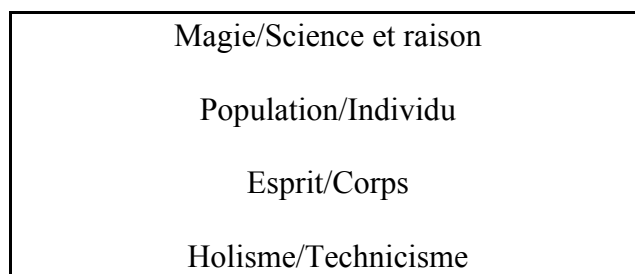 Magie/Science et raison
Population/Individu
Esprit/Corps
Holisme/Technicisme